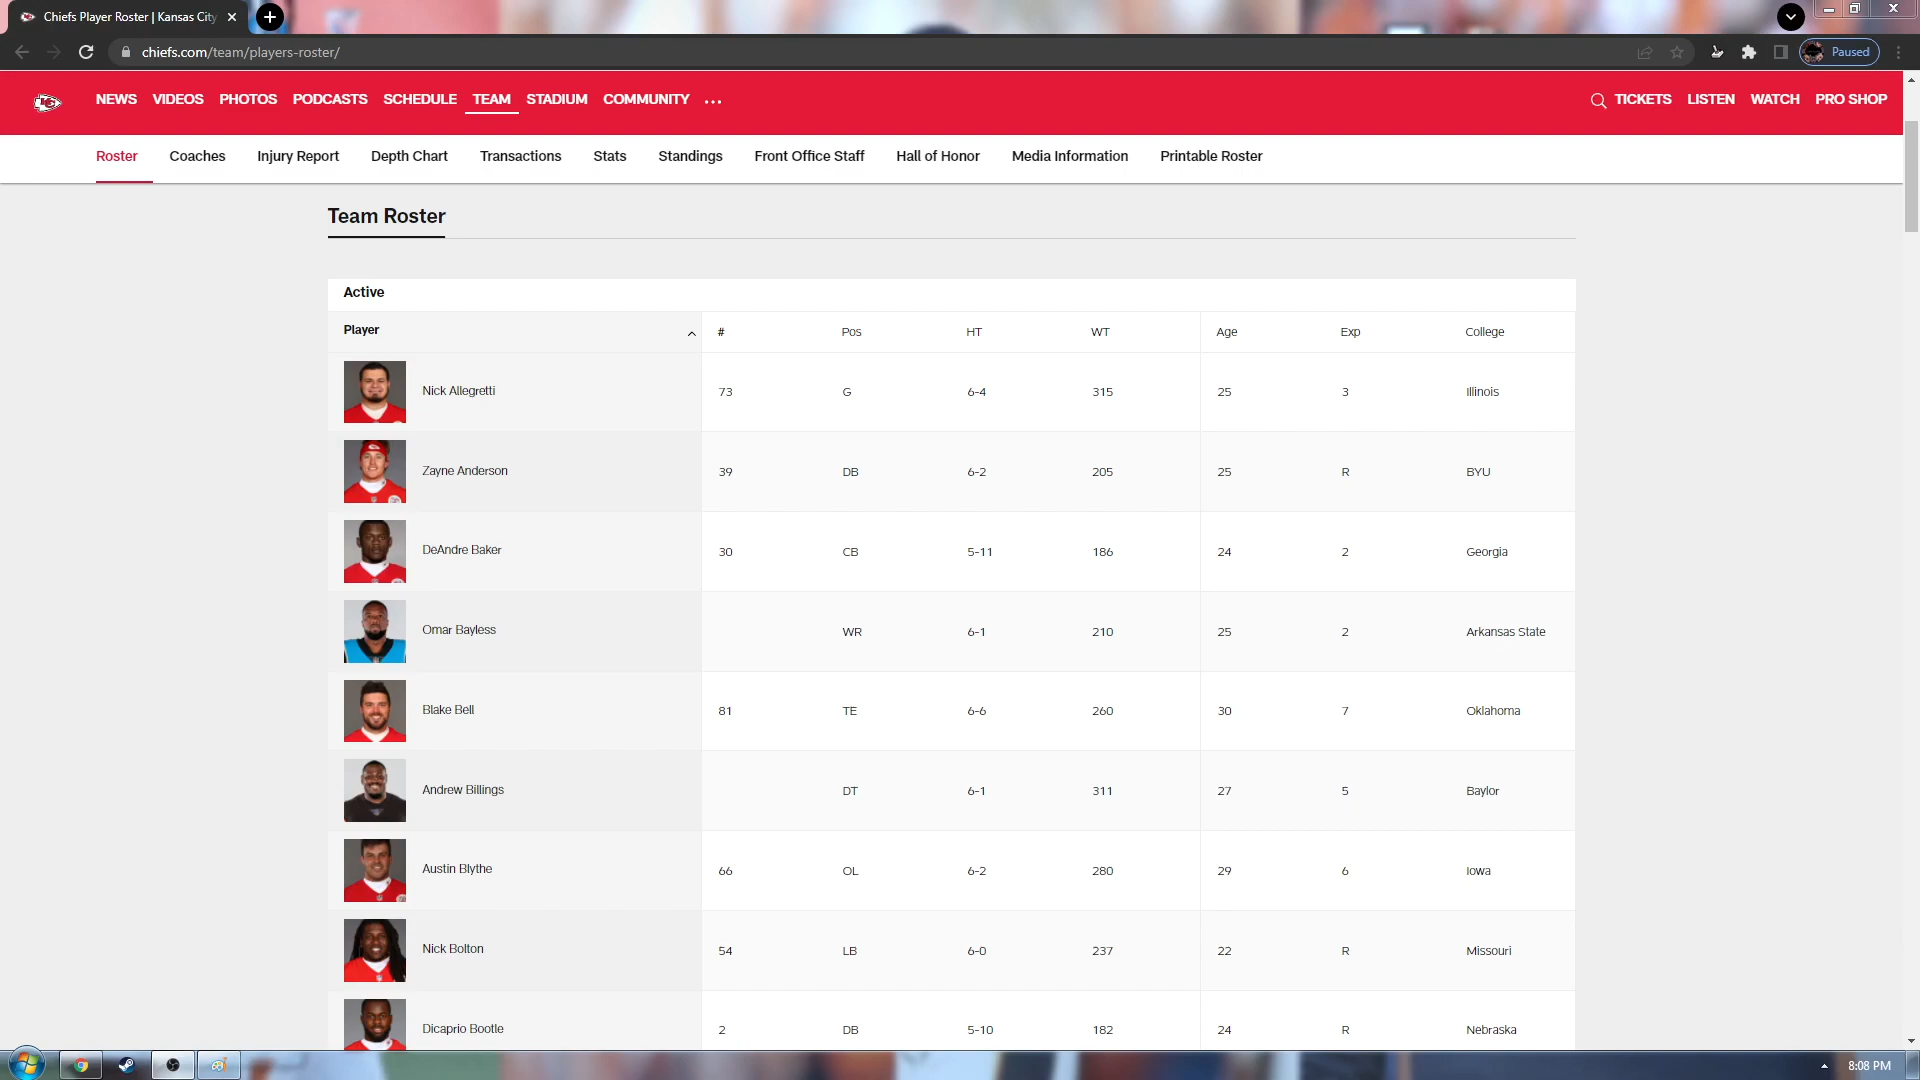 Chiefs Player Roster | Kansas City
chiefs.com/team/players-roster/
Paused
NEWS VIDEOS PHOTOS PODCASTS SCHEDULE TEAM STADIUM COMMUNITY ... TICKETS LISTEN WATCH PRO SHOP
Roster Coaches Injury Report Depth Chart Transactions Stats Standings Front Office Staff Hall of Honor Media Information Printable Roster
Team Roster
Active
Player # Pos HT WT Age Exp College
Nick Allegretti 73 G 6-4 315 25 3 Illinois
Zayne Anderson 39 DB 6-2 205 25 R BYU
DeAndre Baker 30 CB 5-11 186 24 2 Georgia
Omar Bayless WR 6-1 210 25 2 Arkansas State
Blake Bell 81 TE 6-6 260 30 7 Oklahoma
Andrew Billings DT 6-1 311 27 5 Baylor
Austin Blythe 66 OL 6-2 280 29 6 Iowa
Nick Bolton 54 LB 6-0 237 22 R Missouri
Dicaprio Bootle 2 DB 5-10 182 24 R Nebraska
8:08 PM